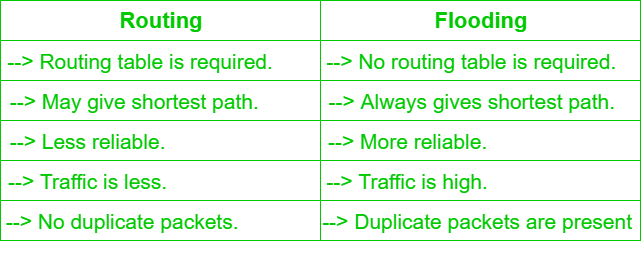 Routing Flooding
--> Routing table is required. --> No routing table is required.
--> May give shortest path. --> Always gives shortest path.
--> Less reliable. --> More reliable.
--> Traffic is less. --> Traffic is high.
--> No duplicate packets. --> Duplicate packets are present